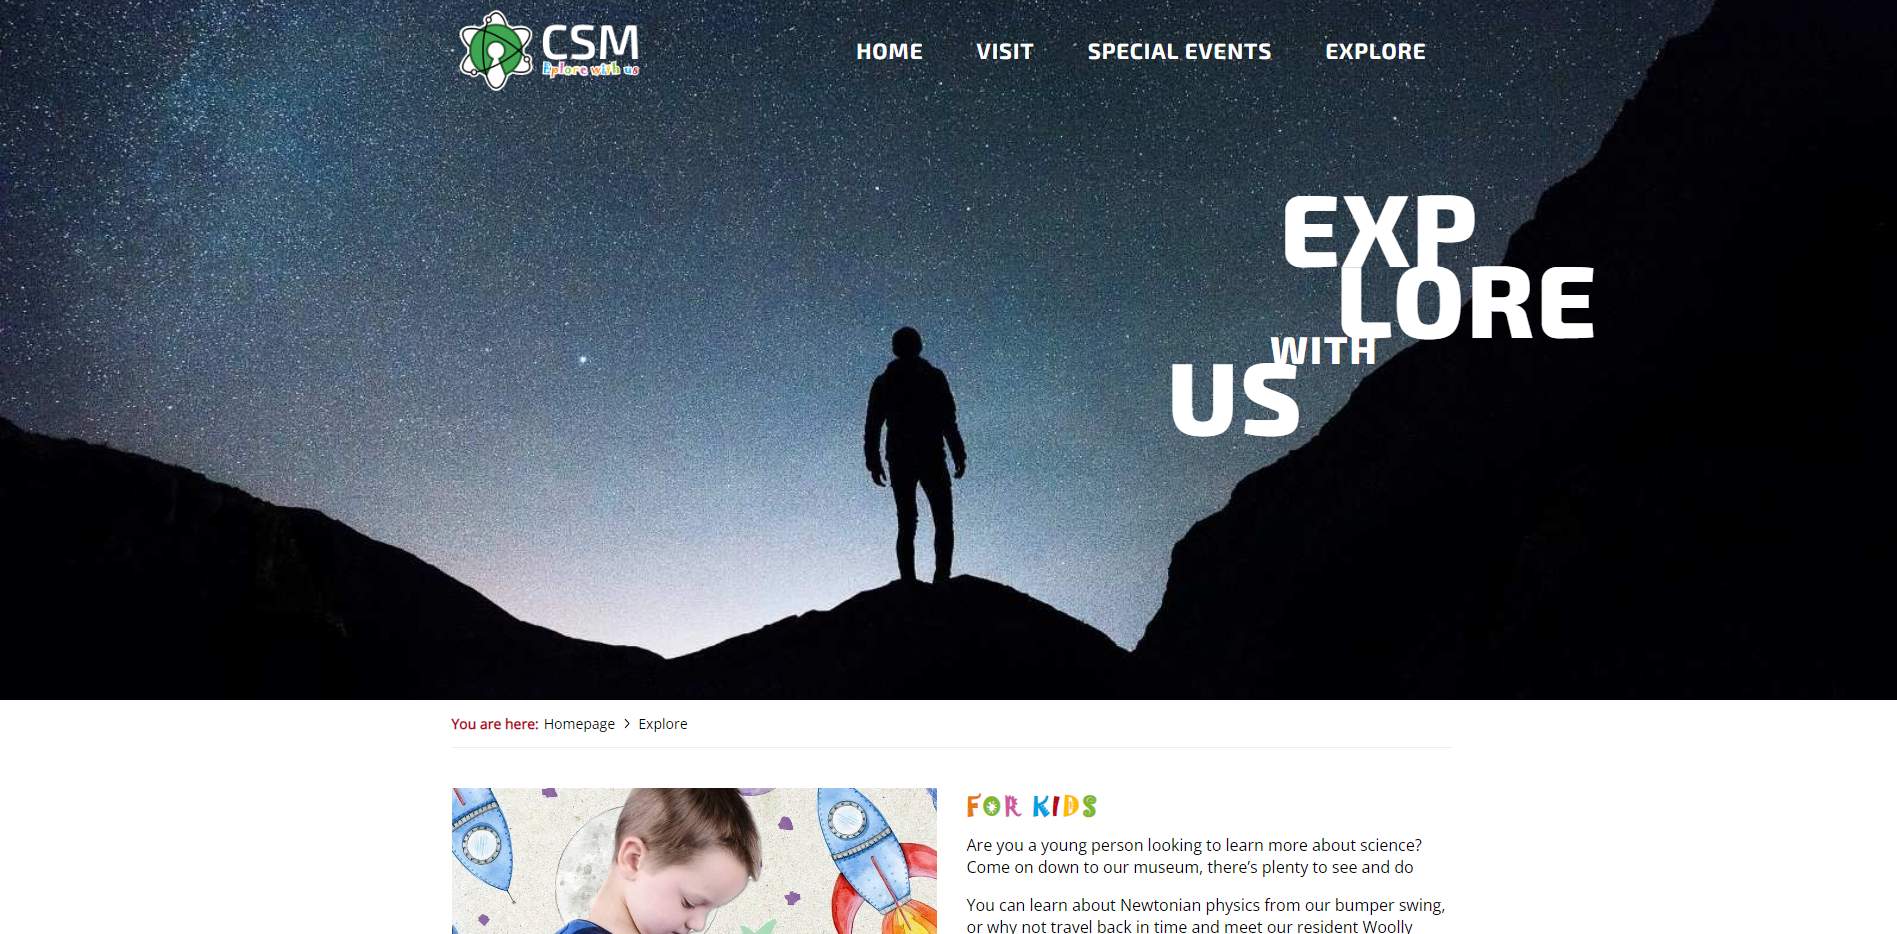 CSM
Eplore with us
HOME VISIT SPECIAL EVENTS EXPLORE
EXP
LORE
WITH
US
You are here: Homepage > Explore
FOR KIDS
Are you a young person looking to learn more about science?
Come on down to our museum, there’s plenty to see and do
You can learn about Newtonian physics from our bumper swing,
or why not travel back in time and meet our resident Woolly